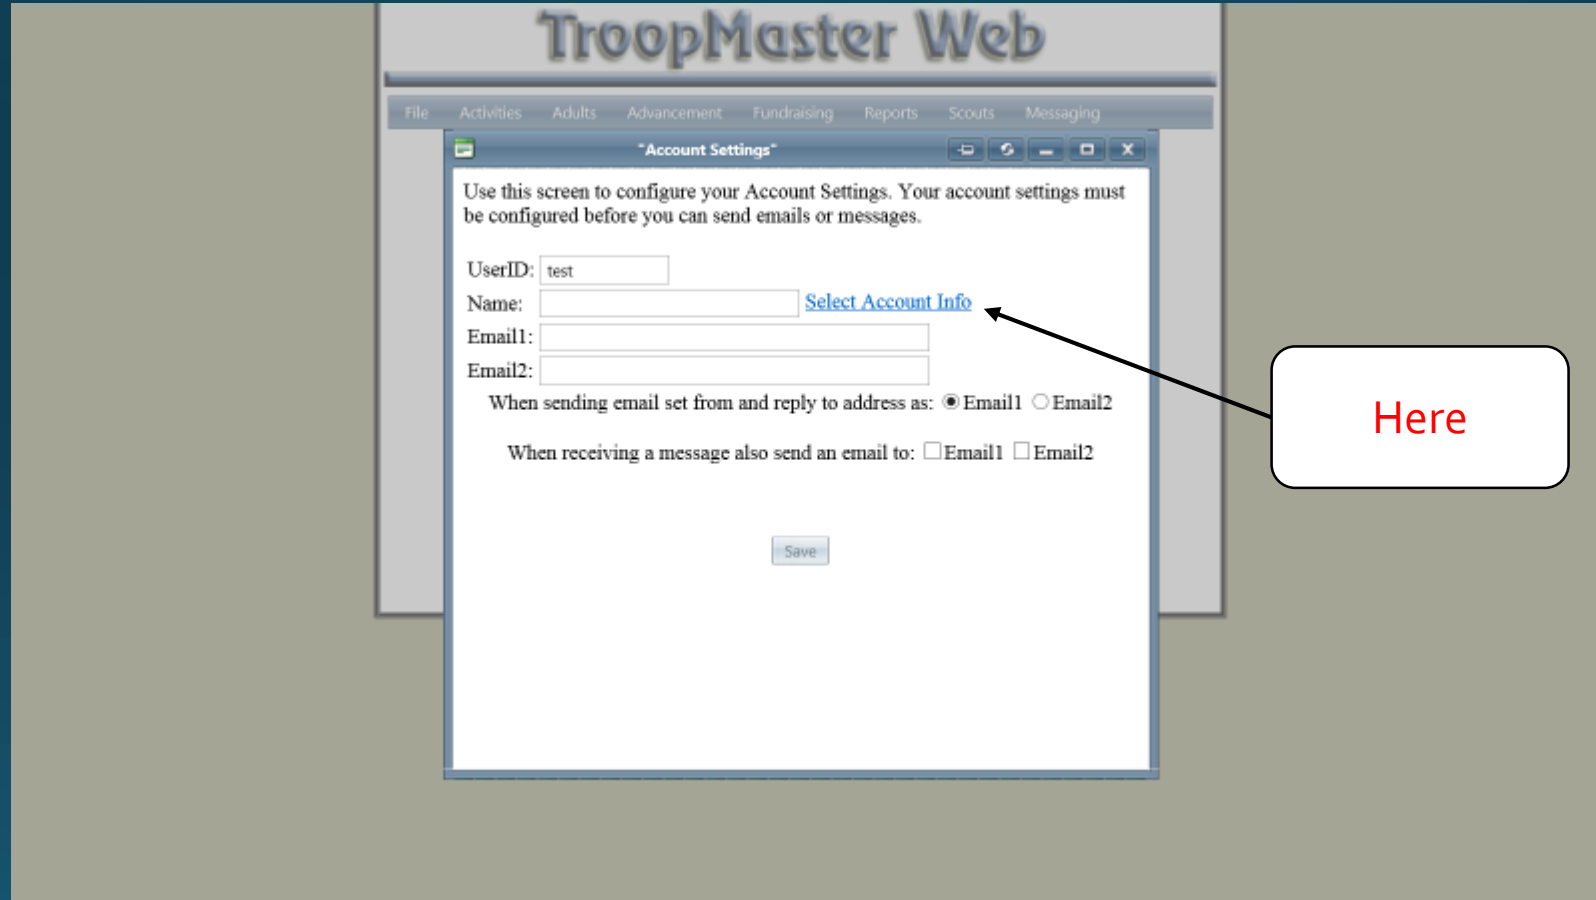 TroopMaster Web
File Activities Adults Advancement Fundraising Reports Scouts Messaging
"Account Settings"
Use this screen to configure your Account Settings. Your account settings must
be configured before you can send emails or messages.
UserID: test
Name: Select Account Info
Email1:
Email2:
When sending email set from and reply to address as: Email1 Email2
When receiving a message also send an email to: Email1 Email2
Save
Here